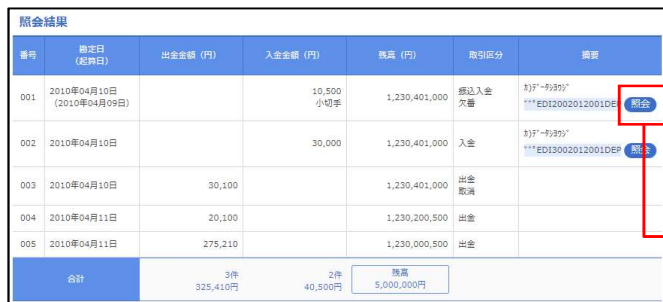 照会結果
番号 勘定日 出金金額（円） 入金金額（円） 残高（円） 取引区分 摘要
（起算日）
001 2010年04月10日 10,500 1,230,401,000 振込入金 ｶ)ﾃﾞｰﾀｼﾖｳｼﾞ
（2010年04月09日） 小切手 欠番 ***EDI2002012001DEP 照会
002 2010年04月10日 30,000 1,230,401,000 入金 ｶ)ﾃﾞｰﾀｼﾖｳｼﾞ
***EDI3002012001DEP 照会
003 2010年04月10日 30,100 1,230,401,000 出金
取消
004 2010年04月11日 20,100 1,230,200,500 出金
005 2010年04月11日 275,210 1,230,000,500 出金
合計 3件 2件 残高
325,410円 40,500円 5,000,000円